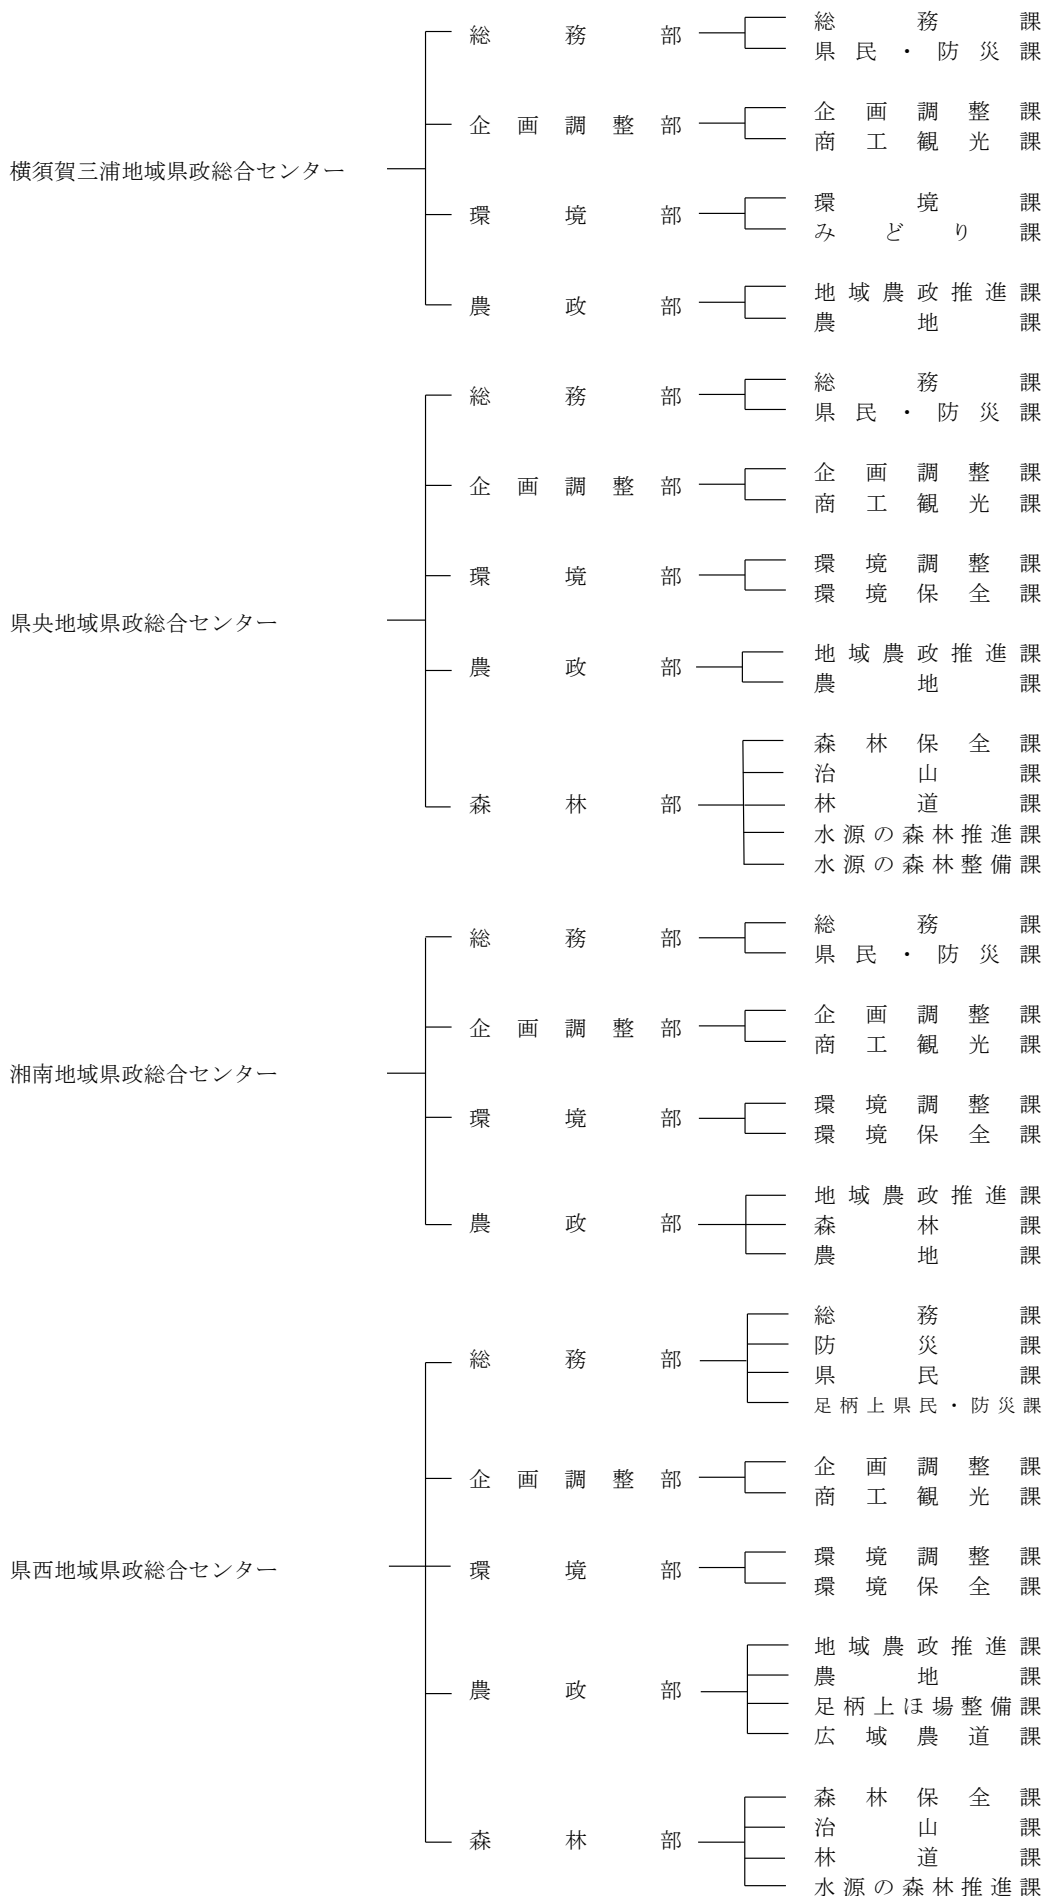 総務部
総務課
県民・防災課
企画調整部
企画調整課
商工観光課
横須賀三浦地域県政総合センター
環境部
環境課
みどり課
農政部
地域農政推進課
農地課
総務部
総務課
県民・防災課
企画調整部
企画調整課
商工観光課
環境部
環境調整課
環境保全課
県央地域県政総合センター
農政部
地域農政推進課
農地課
森林部
森林保全課
治山課
林道課
水源の森林推進課
水源の森林整備課
総務部
総務課
県民・防災課
企画調整部
企画調整課
商工観光課
湘南地域県政総合センター
環境部
環境調整課
環境保全課
農政部
地域農政推進課
森林課
農地課
総務部
総務課
防災課
県民課
足柄上県民・防災課
企画調整部
企画調整課
商工観光課
県西地域県政総合センター
環境部
環境調整課
環境保全課
農政部
地域農政推進課
農地課
足柄上ほ場整備課
広域農道課
森林部
森林保全課
治山課
林道課
水源の森林推進課